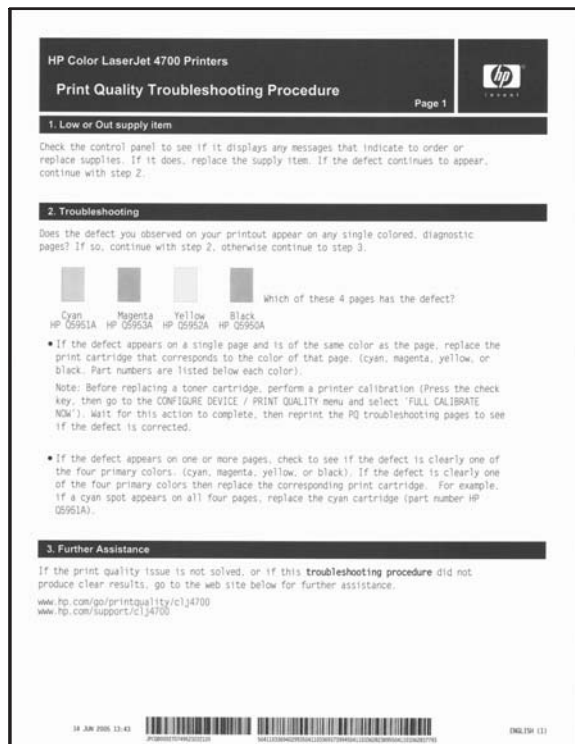 HP Color LaserJet 4700 Printers
Print Quality Troubleshooting Procedure
Page 1
hp
invent
1. Low or Out supply item
Check the control panel to see if it displays any messages that indicate to order or
replace supplies. If it does, replace the supply item. If the defect continues to appear,
continue with step 2.
2. Troubleshooting
Does the defect you observed on your printout appear on any single colored, diagnostic
pages? If so, continue with step 2, otherwise continue to step 3.
Which of these 4 pages has the defect?
Cyan Magenta Yellow Black
HP Q5951A HP Q5953A HP Q5952A HP Q5950A
• If the defect appears on a single page and is of the same color as the page, replace the
print cartridge that corresponds to the color of that page. (cyan, magenta, yellow, or
black. Part numbers are listed below each color).
Note: Before replacing a toner cartridge, perform a printer calibration (Press the check
key, then go to the CONFIGURE DEVICE / PRINT QUALITY menu and select 'FULL CALIBRATE
NOW'). Wait for this action to complete, then reprint the PQ troubleshooting pages to see
if the defect is corrected.
• If the defect appears on one or more pages, check to see if the defect is clearly one of
the four primary colors. (cyan, magenta, yellow, or black). If the defect is clearly one
of the four primary colors then replace the corresponding print cartridge. For example,
if a cyan spot appears on all four pages, replace the cyan cartridge (part number HP
Q5951A).
3. Further Assistance
If the print quality issue is not solved, or if this troubleshooting procedure did not
produce clear results, go to the web site below for further assistance.
www.hp.com/go/printquality/clj4700
www.hp.com/support/clj4700
14 JUN 2005 13:43
ENGLISH (1)